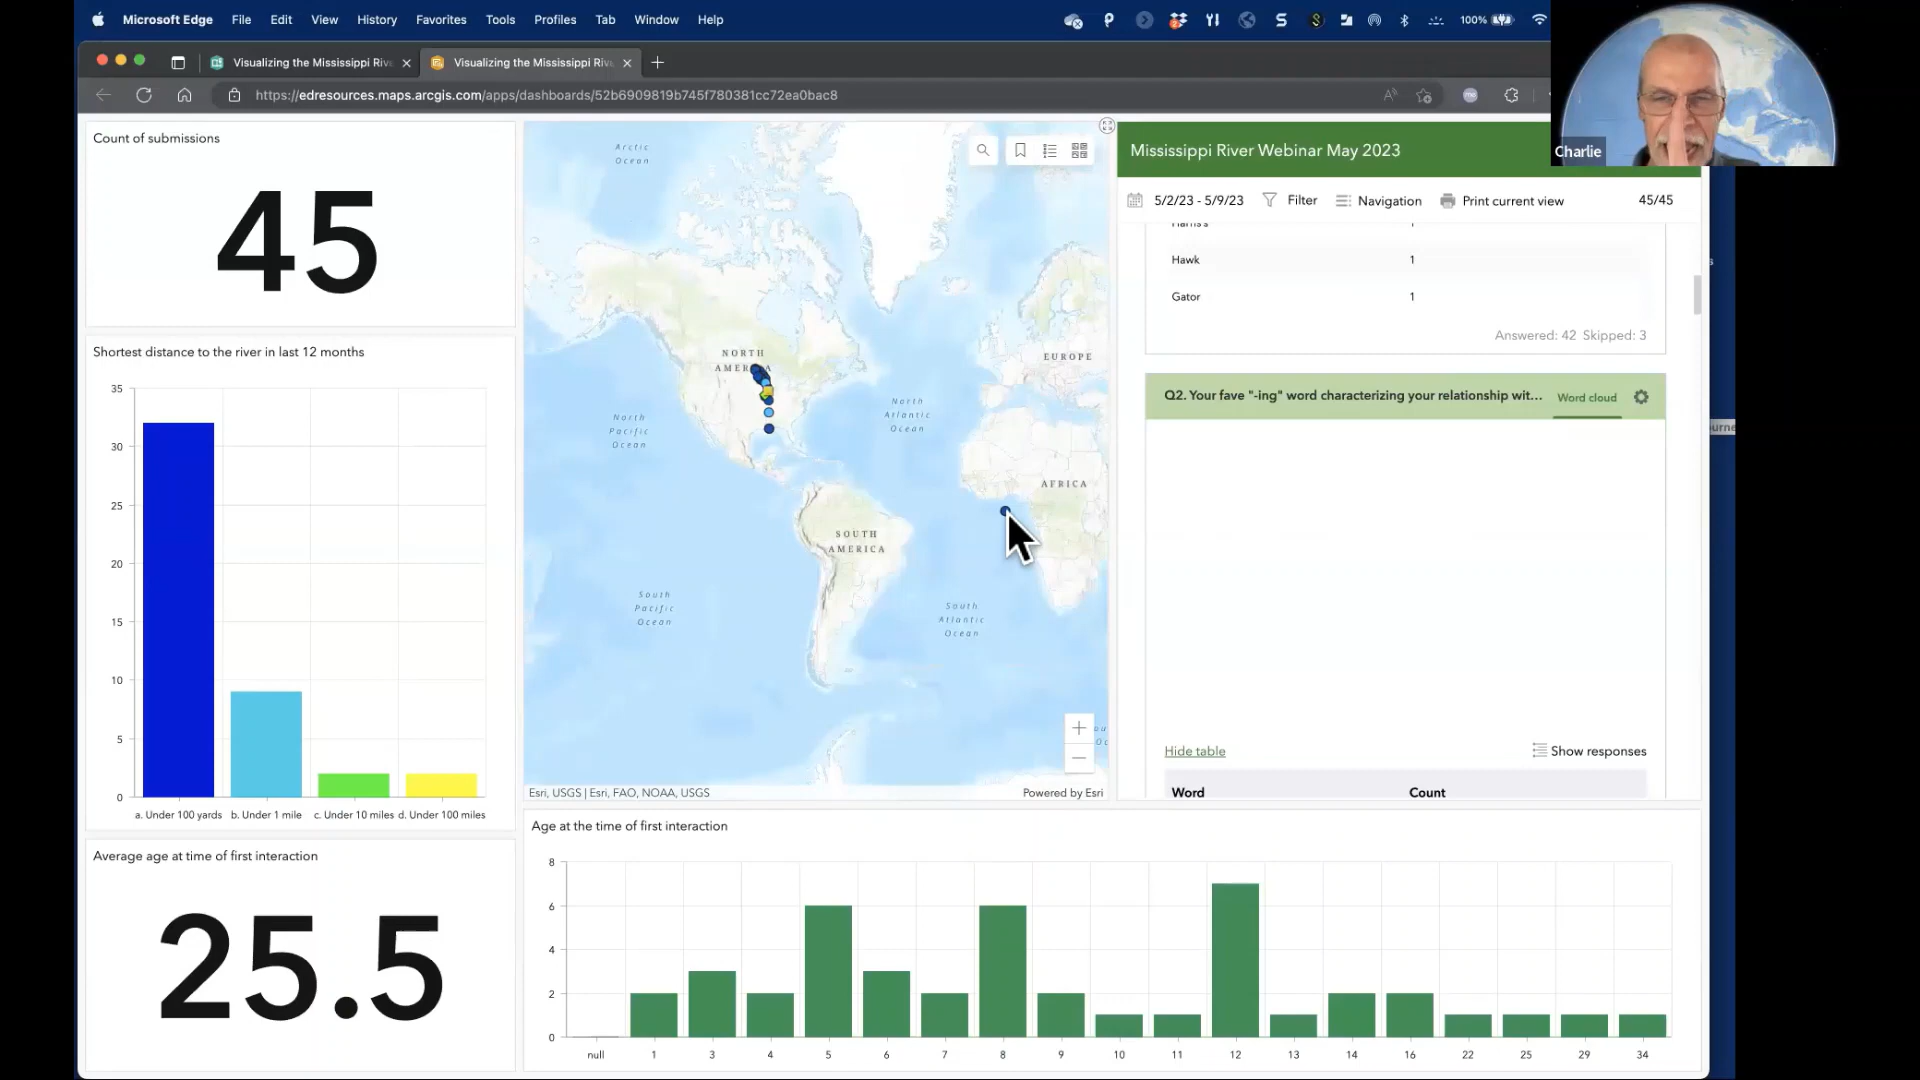 Microsoft Edge File Edit View History Favorites Tools Profiles Tab Window Help
100%
Visualizing the Mississippi Riv
Visualizing the Mississippi Riv
https://edresources.maps.arcgis.com/apps/dashboards/52b6909819b745f780381cc72ea0bac8
Charlie
Count of submissions
45
Shortest distance to the river in last 12 months
35
30
25
20
15
10
5
0
a. Under 100 yards b. Under 1 mile c. Under 10 miles d. Under 100 miles
Average age at time of first interaction
25.5
Arctic
Ocean
NORTH
AMERICA
EUROPE
North
Atlantic
Ocean
North
Pacific
Ocean
AFRICA
SOUTH
AMERICA
South
Pacific
Ocean
South
Atlantic
Ocean
Esri, USGS | Esri, FAO, NOAA, USGS
Powered by Esri
Mississippi River Webinar May 2023
5/2/23 - 5/9/23 Filter Navigation Print current view 45/45
Hawk 1
Gator 1
Answered: 42 Skipped: 3
Q2. Your fave "-ing" word characterizing your relationship wit... Word cloud
Hide table
Show responses
Word Count
Age at the time of first interaction
8
6
4
2
0
null 1 3 4 5 6 7 8 9 10 11 12 13 14 16 22 25 29 34